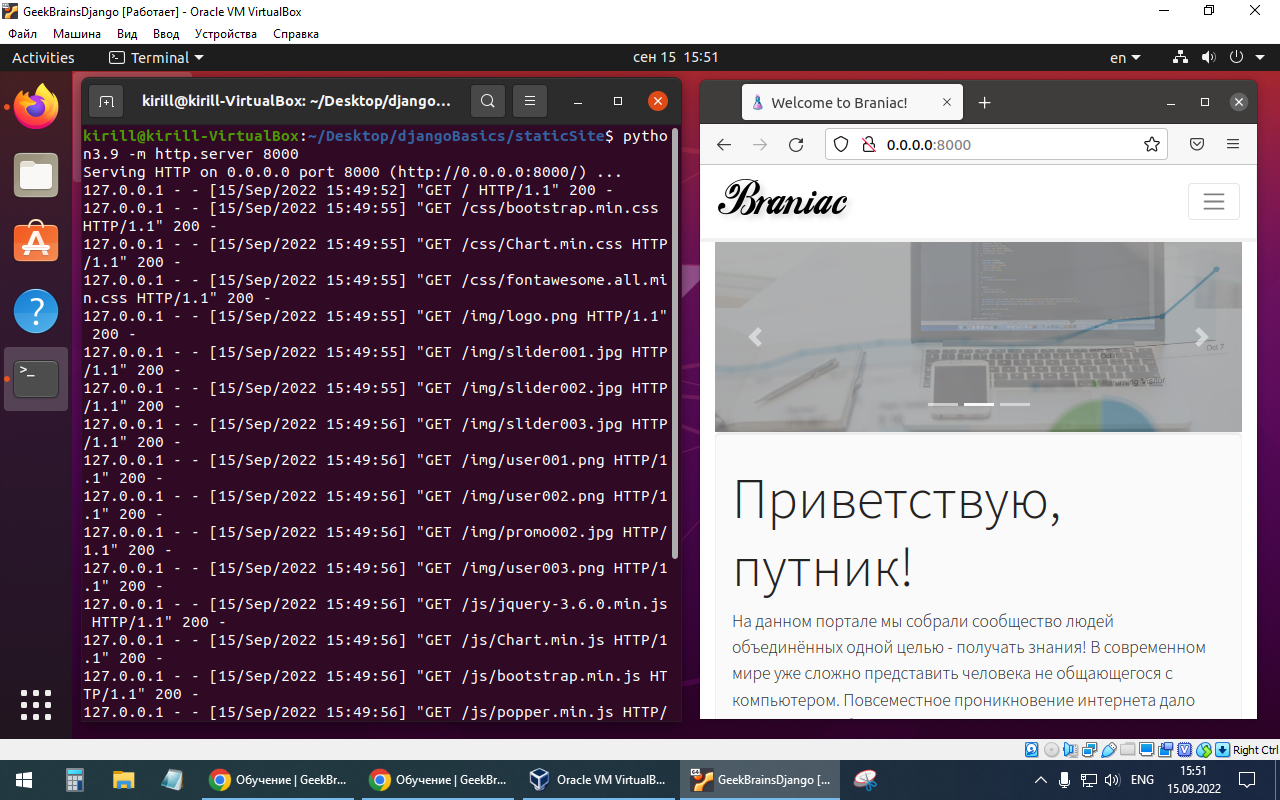 GeekBrainsDjango [Работает] - Oracle VM VirtualBox
Файл Машина Вид Ввод Устройства Справка
Activities Terminal сен 15 15:51 en
kirill@kirill-VirtualBox: ~/Desktop/django...
kirill@kirill-VirtualBox:~/Desktop/djangoBasics/staticSite$ pytho
n3.9 -m http.server 8000
Serving HTTP on 0.0.0.0 port 8000 (http://0.0.0.0:8000/) ...
127.0.0.1 - - [15/Sep/2022 15:49:52] "GET / HTTP/1.1" 200 -
127.0.0.1 - - [15/Sep/2022 15:49:55] "GET /css/bootstrap.min.css
HTTP/1.1" 200 -
127.0.0.1 - - [15/Sep/2022 15:49:55] "GET /css/Chart.min.css HTTP
/1.1" 200 -
127.0.0.1 - - [15/Sep/2022 15:49:55] "GET /css/fontawesome.all.mi
n.css HTTP/1.1" 200 -
127.0.0.1 - - [15/Sep/2022 15:49:55] "GET /img/logo.png HTTP/1.1"
200 -
127.0.0.1 - - [15/Sep/2022 15:49:55] "GET /img/slider001.jpg HTTP
/1.1" 200 -
127.0.0.1 - - [15/Sep/2022 15:49:55] "GET /img/slider002.jpg HTTP
/1.1" 200 -
127.0.0.1 - - [15/Sep/2022 15:49:56] "GET /img/slider003.jpg HTTP
/1.1" 200 -
127.0.0.1 - - [15/Sep/2022 15:49:56] "GET /img/user001.png HTTP/1
.1" 200 -
127.0.0.1 - - [15/Sep/2022 15:49:56] "GET /img/user002.png HTTP/1
.1" 200 -
127.0.0.1 - - [15/Sep/2022 15:49:56] "GET /img/promo002.jpg HTTP/
1.1" 200 -
127.0.0.1 - - [15/Sep/2022 15:49:56] "GET /img/user003.png HTTP/1
.1" 200 -
127.0.0.1 - - [15/Sep/2022 15:49:56] "GET /js/jquery-3.6.0.min.js
HTTP/1.1" 200 -
127.0.0.1 - - [15/Sep/2022 15:49:56] "GET /js/Chart.min.js HTTP/1
.1" 200 -
127.0.0.1 - - [15/Sep/2022 15:49:56] "GET /js/bootstrap.min.js HT
TP/1.1" 200 -
127.0.0.1 - - [15/Sep/2022 15:49:56] "GET /js/popper.min.js HTTP/
Welcome to Braniac!
0.0.0.0:8000
Braniac
Oct 7
Returning Visitor
Приветствую,
путник!
На данном портале мы собрали сообщество людей
объединённых одной целью - получать знания! В современном
мире уже сложно представить человека не общающегося с
компьютером. Повсеместное проникновение интернета дало
Right Ctrl
Обучение | GeekBr...
Обучение | GeekBr...
Oracle VM VirtualB...
GeekBrainsDjango [...
ENG
15:51
15.09.2022